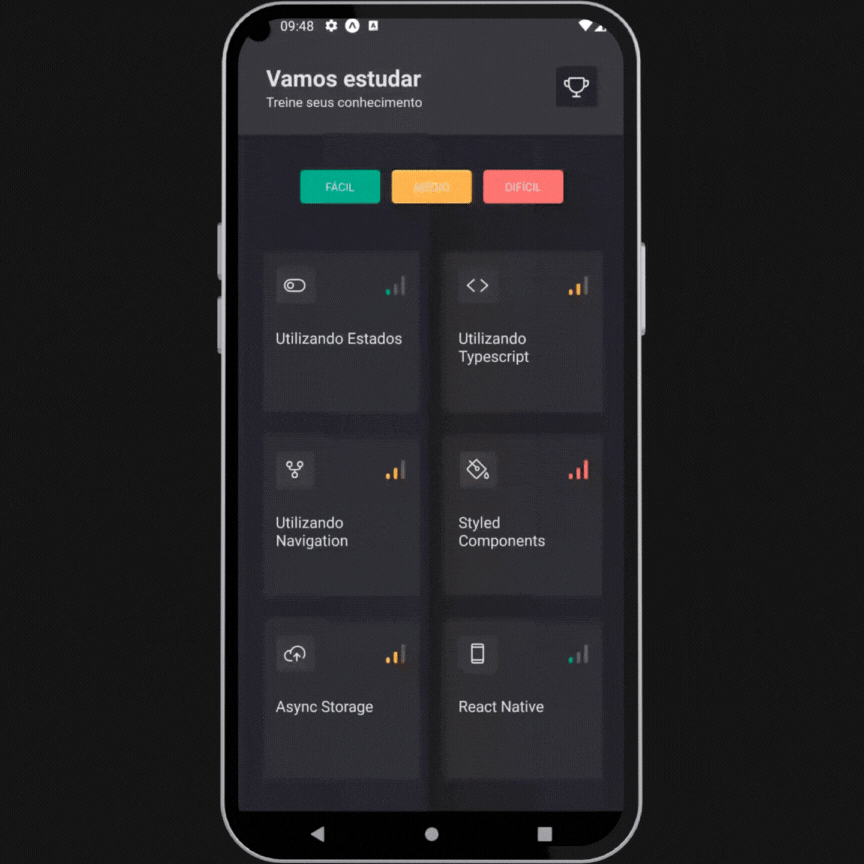 09:48
Vamos estudar
Treine seus conhecimento
FÁCIL
MÉDIO
DIFÍCIL
Utilizando Estados
Utilizando
Typescript
Utilizando
Navigation
Styled
Components
Async Storage
React Native